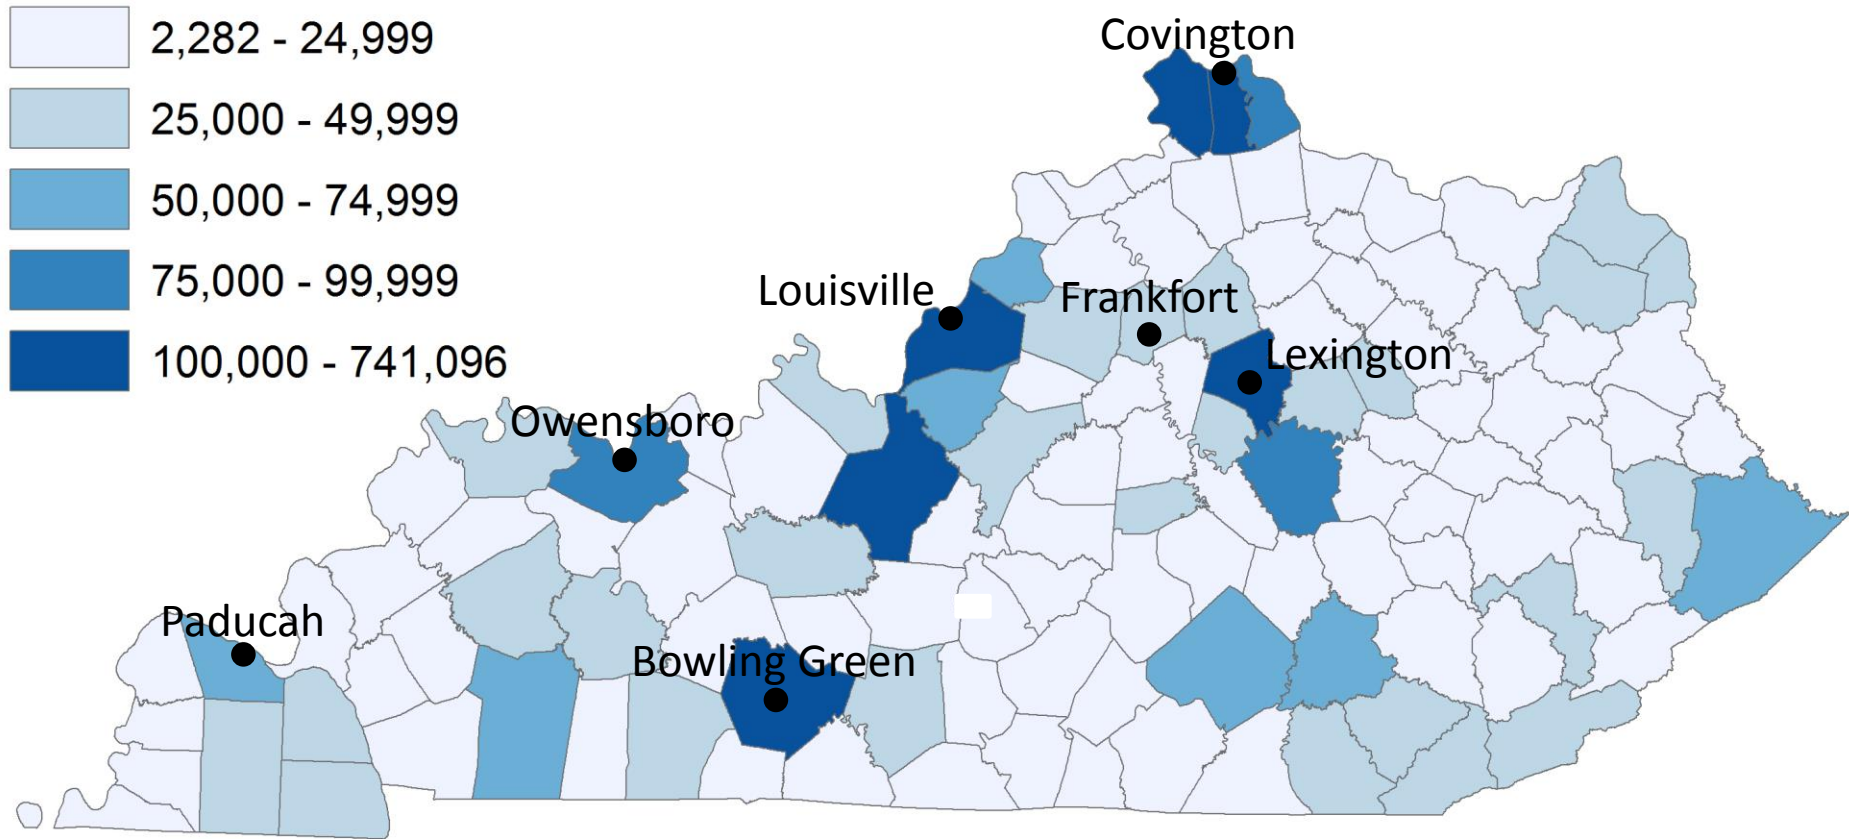 2,282 - 24,999
25,000 - 49,999
50,000 - 74,999
75,000 - 99,999
100,000 - 741,096
Covington
Louisville
Frankfort
Lexington
Owensboro
Paducah
Bowling Green